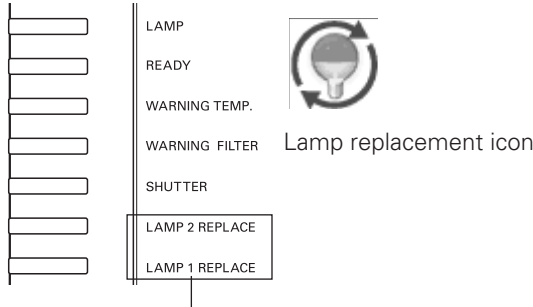 LAMP
READY
WARNING TEMP.
WARNING FILTER
SHUTTER
LAMP 2 REPLACE
LAMP 1 REPLACE
Lamp replacement icon